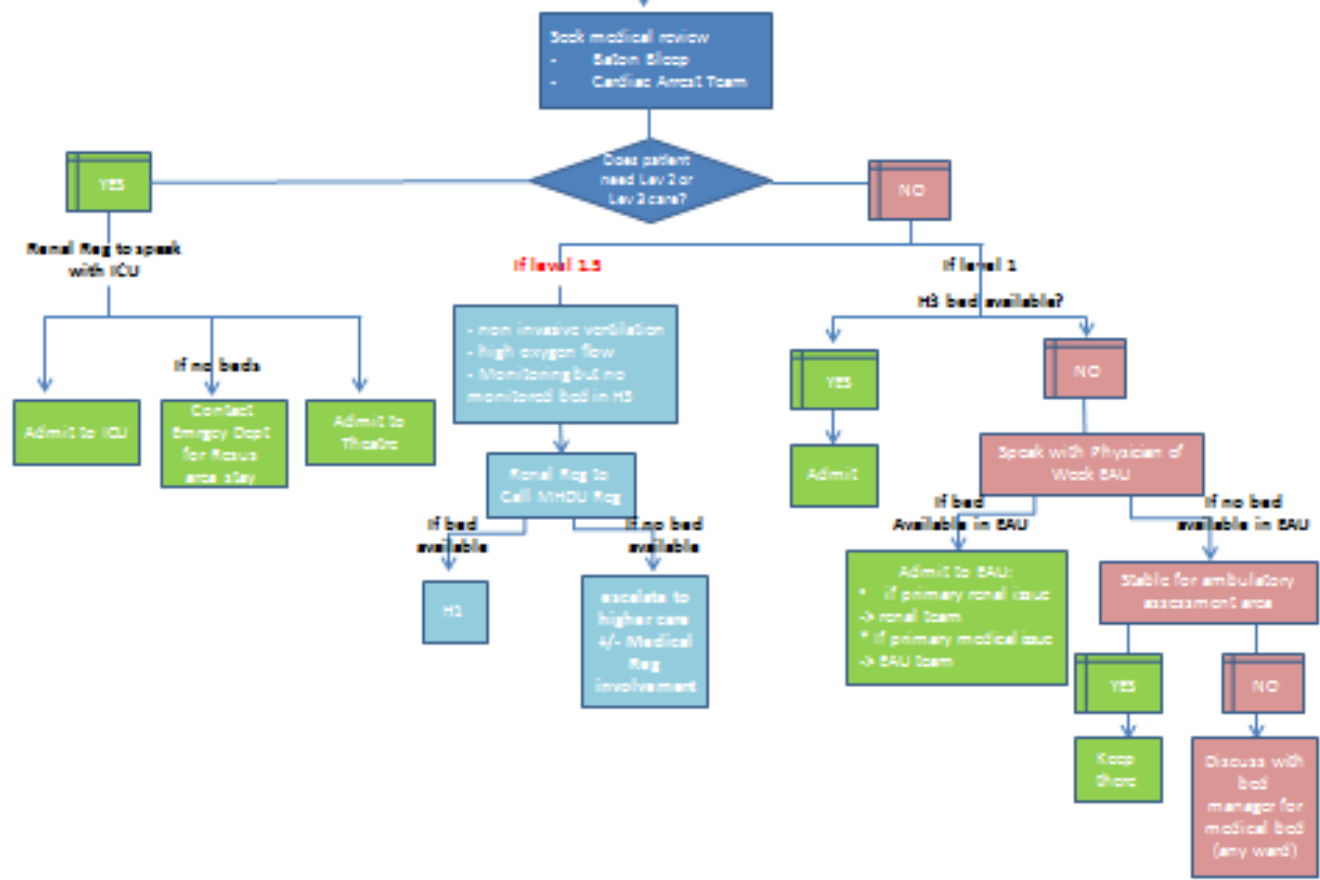 Seek medical review
- Baton Bleep
- Cardiac Arrest Team
Does patient
need Lev 2 or
Lev 3 care?
YES
NO
Renal Reg to speak
with ICU
If no beds
Admit to ICU
Contact
Emrgcy Dept
for Resus
area stay
Admit to
Theatre
If level 1.5
- non invasive ventilation
- high oxygen flow
- Monitoring but no
monitored bed in H3
Renal Reg to
Call MHDU Reg
If bed
available
If no bed
available
H1
escalate to
higher care
+/- Medical
Reg
involvement
If level 1
H3 bed available?
YES
NO
Admit
Speak with Physician of
Week EAU
If bed
Available in EAU
If no bed
available in EAU
Admit to EAU:
* if primary renal issue
-> renal team
* If primary medical issue
-> EAU team
Stable for ambulatory
assessment area
YES
NO
Keep
there
Discuss with
bed
manager for
medical bed
(any ward)